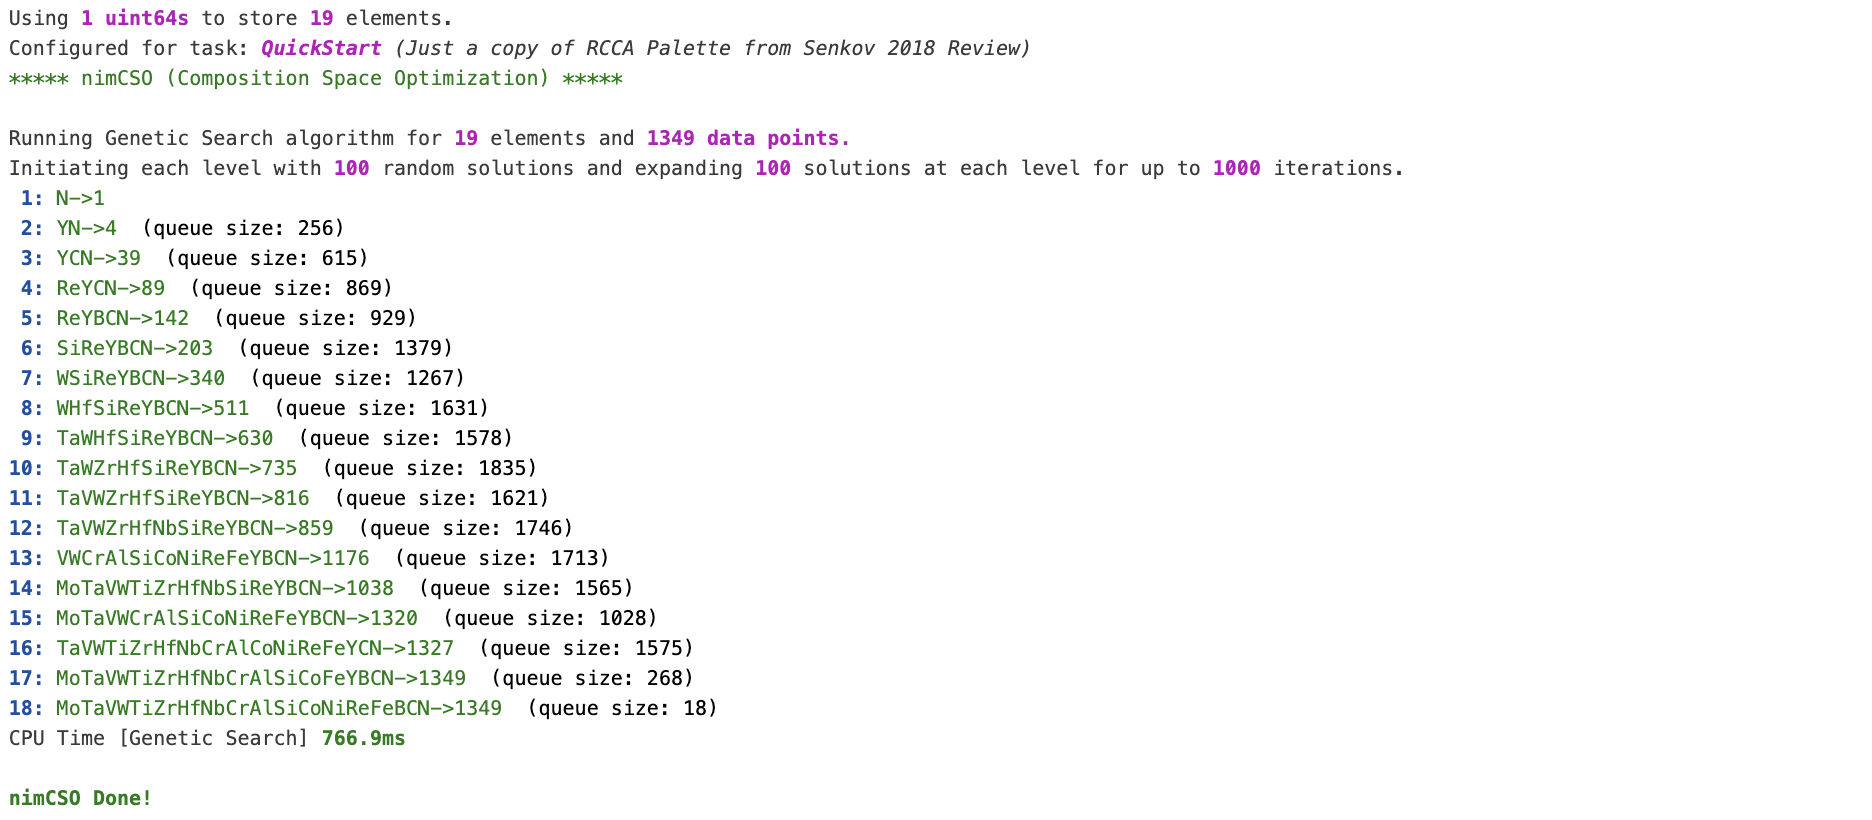 Using 1 uint64s to store 19 elements.
Configured for task: QuickStart (Just a copy of RCCA Palette from Senkov 2018 Review)
***** nimCSO (Composition Space Optimization) *****
Running Genetic Search algorithm for 19 elements and 1349 data points.
Initiating each level with 100 random solutions and expanding 100 solutions at each level for up to 1000 iterations.
1: N->1
2: YN->4 (queue size: 256)
3: YCN->39 (queue size: 615)
4: ReYCN->89 (queue size: 869)
5: ReYBCN->142 (queue size: 929)
6: SiReYBCN->203 (queue size: 1379)
7: WSiReYBCN->340 (queue size: 1267)
8: WHfSiReYBCN->511 (queue size: 1631)
9: TaWHfSiReYBCN->630 (queue size: 1578)
10: TaWZrHfSiReYBCN->735 (queue size: 1835)
11: TaVWZrHfSiReYBCN->816 (queue size: 1621)
12: TaVWZrHfNbSiReYBCN->859 (queue size: 1746)
13: VWCrAlSiCoNiReFeYBCN->1176 (queue size: 1713)
14: MoTaVWTiZrHfNbSiReYBCN->1038 (queue size: 1565)
15: MoTaVWCrAlSiCoNiReFeYBCN->1320 (queue size: 1028)
16: TaVWTiZrHfNbCrAlCoNiReFeYCN->1327 (queue size: 1575)
17: MoTaVWTiZrHfNbCrAlSiCoFeYBCN->1349 (queue size: 268)
18: MoTaVWTiZrHfNbCrAlSiCoNiReFeBCN->1349 (queue size: 18)
CPU Time [Genetic Search] 766.9ms
nimCSO Done!